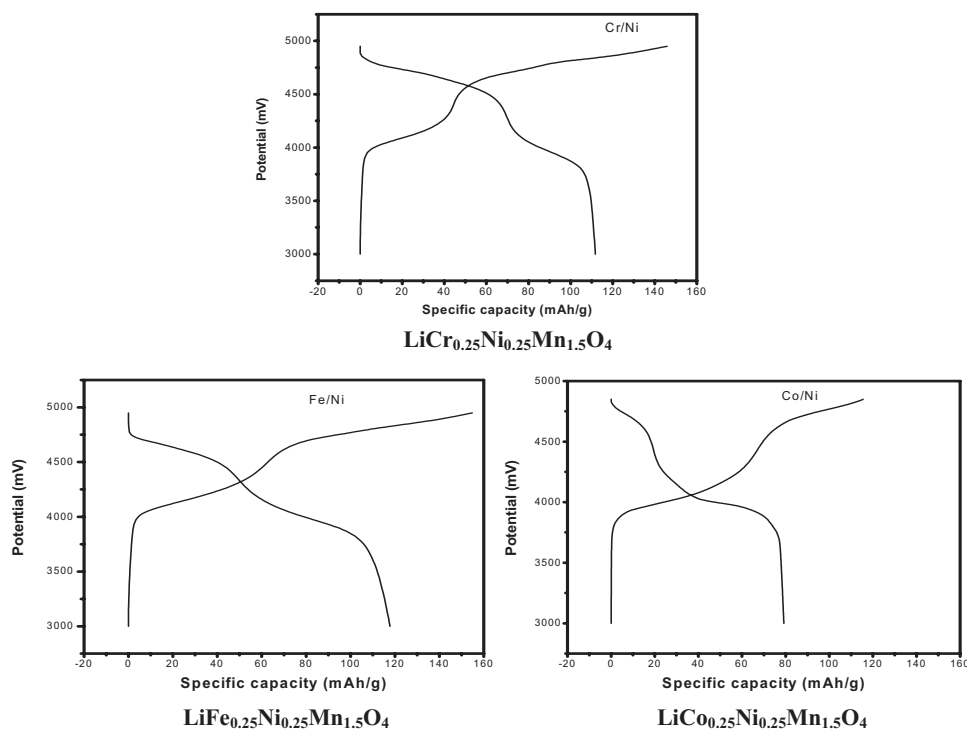 Cr/Ni
5000
4500
4000
3500
3000
Potential (mV)
-20 0 20 40 60 80 100 120 140 160
Specific capacity (mAh/g)
LiCr0.25Ni0.25Mn1.5O4
Fe/Ni
5000
4500
4000
3500
3000
Potential (mV)
-20 0 20 40 60 80 100 120 140 160
Specific capacity (mAh/g)
LiFe0.25Ni0.25Mn1.5O4
Co/Ni
5000
4500
4000
3500
3000
Potential (mV)
-20 0 20 40 60 80 100 120 140 160
Specific capacity (mAh/g)
LiCo0.25Ni0.25Mn1.5O4